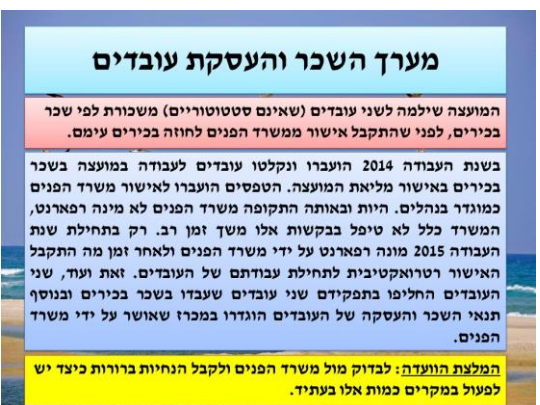 מערך השכר והעסקת עובדים
המועצה שילמה לשני עובדים (שאינם סטטוטוריים) משכורת לפי שכר
בכירים, לפני שהתקבל אישור ממשרד הפנים לחוזה בכירים עימם.
בשנת העבודה 2014 הועברו ונקלטו עובדים לעבודה במועצה בשכר
בכירים באישור מליאת המועצה. הטפסים הועברו לאישור משרד הפנים
כמוגדר בנהלים. היות ובאותה התקופה משרד הפנים לא מינה רפארנט,
המשרד כלל לא טיפל בבקשות אלו משך זמן רב. רק בתחילת שנת
העבודה 2015 מונה רפארנט על ידי משרד הפנים ולאחר זמן מה התקבל
האישור רטרואקטיבית לתחילת עבודתם של העובדים. זאת ועוד, שני
העובדים החליפו בתפקידם שני עובדים שעבדו בשכר בכירים ובנוסף
תנאי השכר והעסקה של העובדים הוגדרו במכרז שאושר על ידי משרד
הפנים.
המלצת הוועדה: לבדוק מול משרד הפנים ולקבל הנחיות ברורות כיצד יש
לפעול במקרים כמות אלו בעתיד.